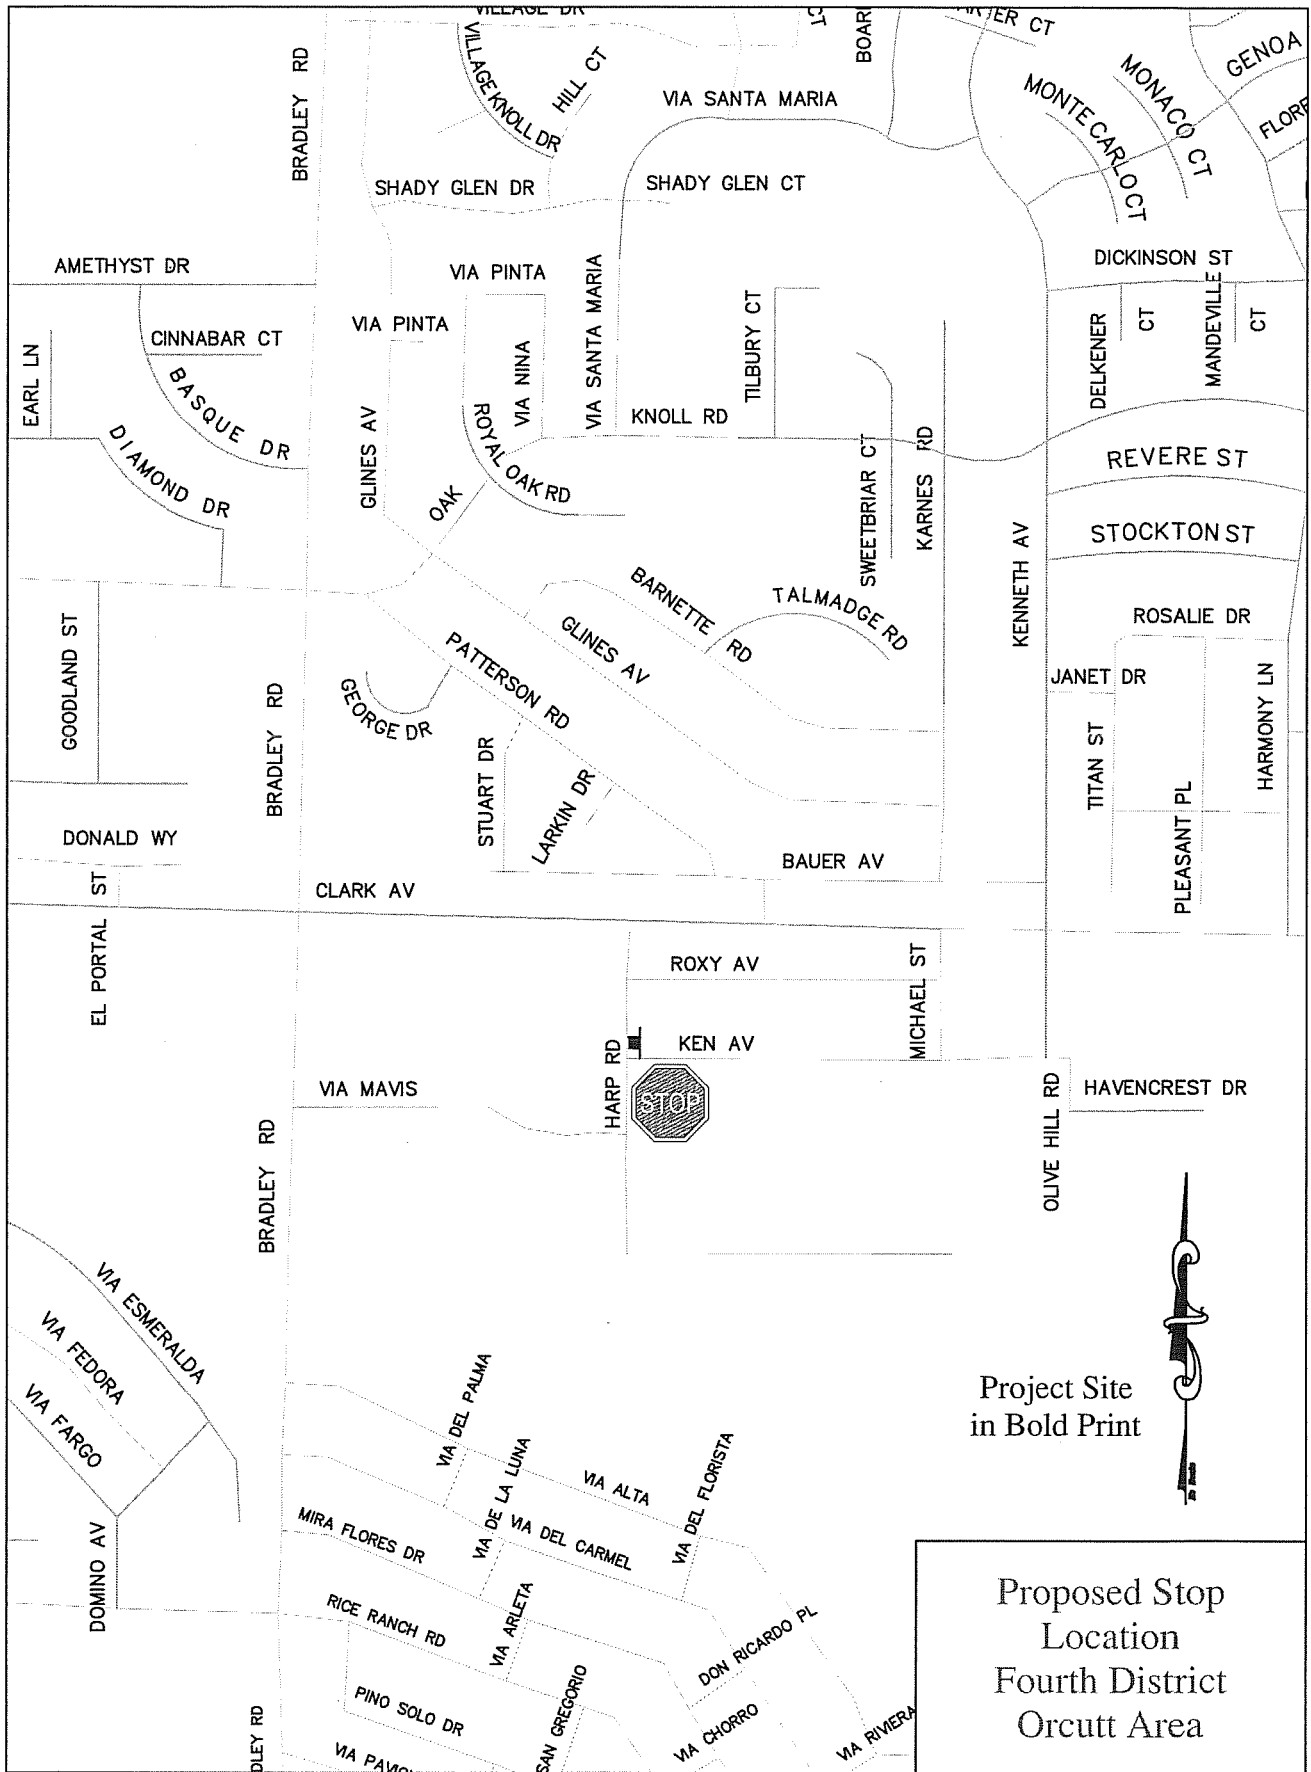 VILLAGE DR
CT
BOAR
CT
BRADLEY RD
VILLAGE KNOLL DR
HILL CT
VIA SANTA MARIA
MONTE CARLO CT
MONACO CT
GENOA
FLORE
SHADY GLEN DR
SHADY GLEN CT
AMETHYST DR
VIA PINTA
VIA SANTA MARIA
DICKINSON ST
CINNABAR CT
VIA PINTA
VIA NINA
TILBURY CT
DELKENER CT
MANDEVILLE CT
EARL LN
BASQUE DR
DIAMOND DR
GLINES AV
ROYAL OAK RD
OAK
KNOLL RD
SWEETBRIAR CT
KARNES RD
REVERE ST
STOCKTON ST
KENNETH AV
BARNETTE RD
TALMADGE RD
ROSALIE DR
GOODLAND ST
BRADLEY RD
GEORGE DR
PATTERSON RD
GLINES AV
JANET DR
TITAN ST
PLEASANT PL
HARMONY LN
STUART DR
LARKIN DR
DONALD WY
BAUER AV
EL PORTAL ST
CLARK AV
ROXY AV
MICHAEL ST
HARP RD
KEN AV
STOP
VIA MAVIS
HAVENCREST DR
OLIVE HILL RD
BRADLEY RD
VIA ESMERALDA
VIA FEDORA
VIA FARGO
Project Site
in Bold Print
VIA DEL PALMA
VIA DE LA LUNA
VIA ALTA
VIA DEL FLORISTA
MIRA FLORES DR
VIA DEL CARMEL
DOMINO AV
RICE RANCH RD
VIA ARLETA
DON RICARDO PL
PINO SOLO DR
SAN GREGORIO
VIA CHORRO
VIA RIVIERA
DLEY RD
Proposed Stop
Location
Fourth District
Orcutt Area